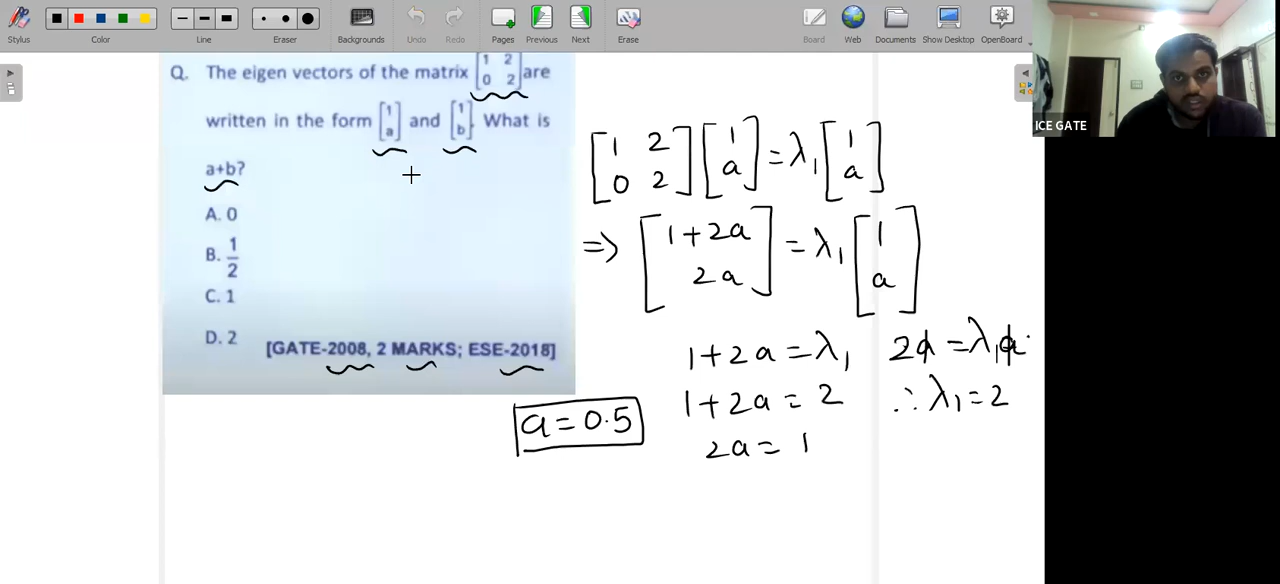 Stylus Color Line Eraser Backgrounds Undo Redo Pages Previous Next Erase Board Web Documents Show Desktop OpenBoard
ICE GATE
Q. The eigen vectors of the matrix [1 2
0 2] are
written in the form [1
a] and [1
b]. What is
a+b?
A. 0
B. 1/2
C. 1
D. 2
[GATE-2008, 2 MARKS; ESE-2018]
[1 2
0 2] [1
a] = λ₁ [1
a]
=> [1+2a
2a] = λ₁ [1
a]
1+2a = λ₁ 2a = λ₁a
1+2a = 2 ∴ λ₁ = 2
2a = 1
a = 0.5